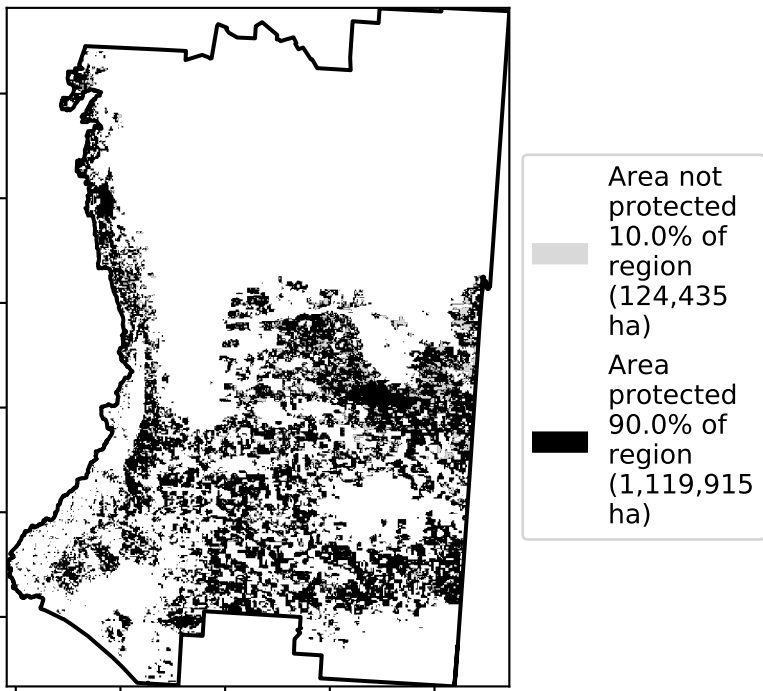 Area not
protected
10.0% of
region
(124,435
ha)
Area
protected
90.0% of
region
(1,119,915
ha)